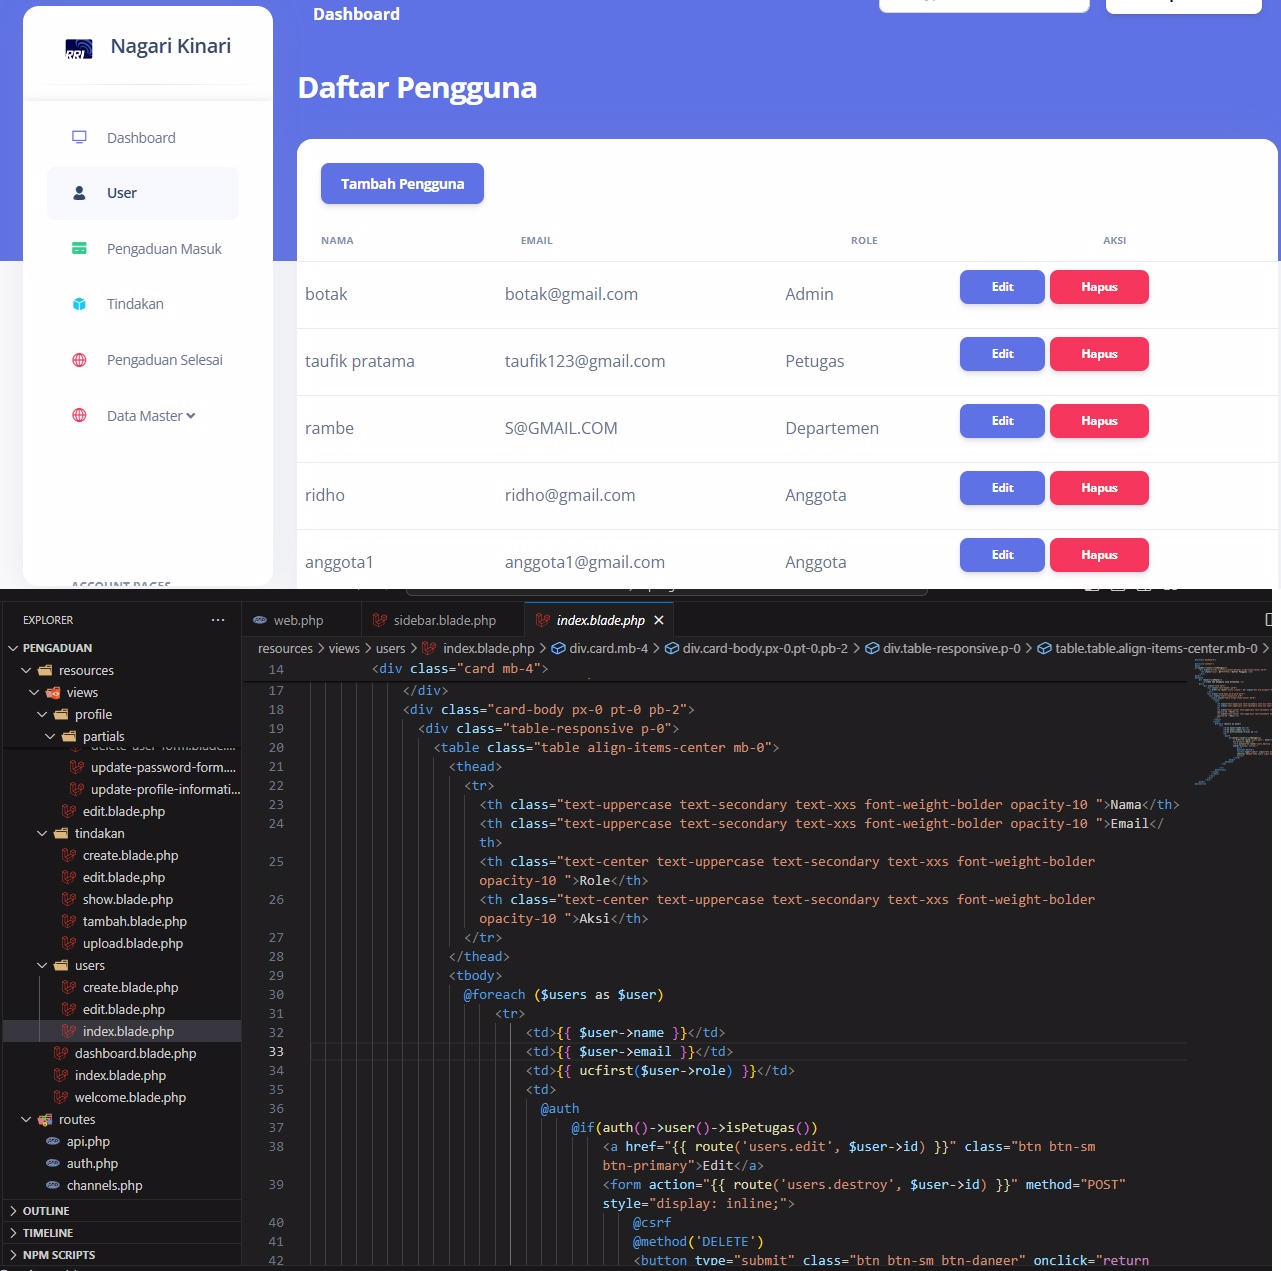 Dashboard
RRI
Nagari Kinari
Daftar Pengguna
Dashboard
User
Pengaduan Masuk
Tindakan
Pengaduan Selesai
Data Master
Tambah Pengguna
NAMA EMAIL ROLE AKSI
botak botak@gmail.com Admin Edit Hapus
taufik pratama taufik123@gmail.com Petugas Edit Hapus
rambe S@GMAIL.COM Departemen Edit Hapus
ridho ridho@gmail.com Anggota Edit Hapus
anggota1 anggota1@gmail.com Anggota Edit Hapus
ACCOUNT PAGES
EXPLORER ...
PENGADUAN
resources
views
profile
partials
delete-user-form.blade....
update-password-form....
update-profile-informati...
edit.blade.php
tindakan
create.blade.php
edit.blade.php
show.blade.php
tambah.blade.php
upload.blade.php
users
create.blade.php
edit.blade.php
index.blade.php
dashboard.blade.php
index.blade.php
welcome.blade.php
routes
api.php
auth.php
channels.php
OUTLINE
TIMELINE
NPM SCRIPTS
web.php sidebar.blade.php index.blade.php
resources > views > users > index.blade.php > div.card.mb-4 > div.card-body.px-0.pt-0.pb-2 > div.table-responsive.p-0 > table.table.align-items-center.mb-0 >
14 <div class="card mb-4">
17 </div>
18 <div class="card-body px-0 pt-0 pb-2">
19 <div class="table-responsive p-0">
20 <table class="table align-items-center mb-0">
21 <thead>
22 <tr>
23 <th class="text-uppercase text-secondary text-xxs font-weight-bolder opacity-10 ">Nama</th>
24 <th class="text-uppercase text-secondary text-xxs font-weight-bolder opacity-10 ">Email</
th>
25 <th class="text-center text-uppercase text-secondary text-xxs font-weight-bolder
opacity-10 ">Role</th>
26 <th class="text-center text-uppercase text-secondary text-xxs font-weight-bolder
opacity-10 ">Aksi</th>
27 </tr>
28 </thead>
29 <tbody>
30 @foreach ($users as $user)
31 <tr>
32 <td>{{ $user->name }}</td>
33 <td>{{ $user->email }}</td>
34 <td>{{ ucfirst($user->role) }}</td>
35 <td>
36 @auth
37 @if(auth()->user()->isPetugas())
38 <a href="{{ route('users.edit', $user->id) }}" class="btn btn-sm
btn-primary">Edit</a>
39 <form action="{{ route('users.destroy', $user->id) }}" method="POST"
style="display: inline;">
40 @csrf
41 @method('DELETE')
42 <button type="submit" class="btn btn-sm btn-danger" onclick="return